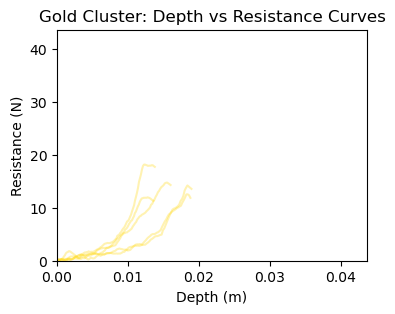 Gold Cluster: Depth vs Resistance Curves
Resistance (N)
40
30
20
10
0
0.00 0.01 0.02 0.03 0.04
Depth (m)